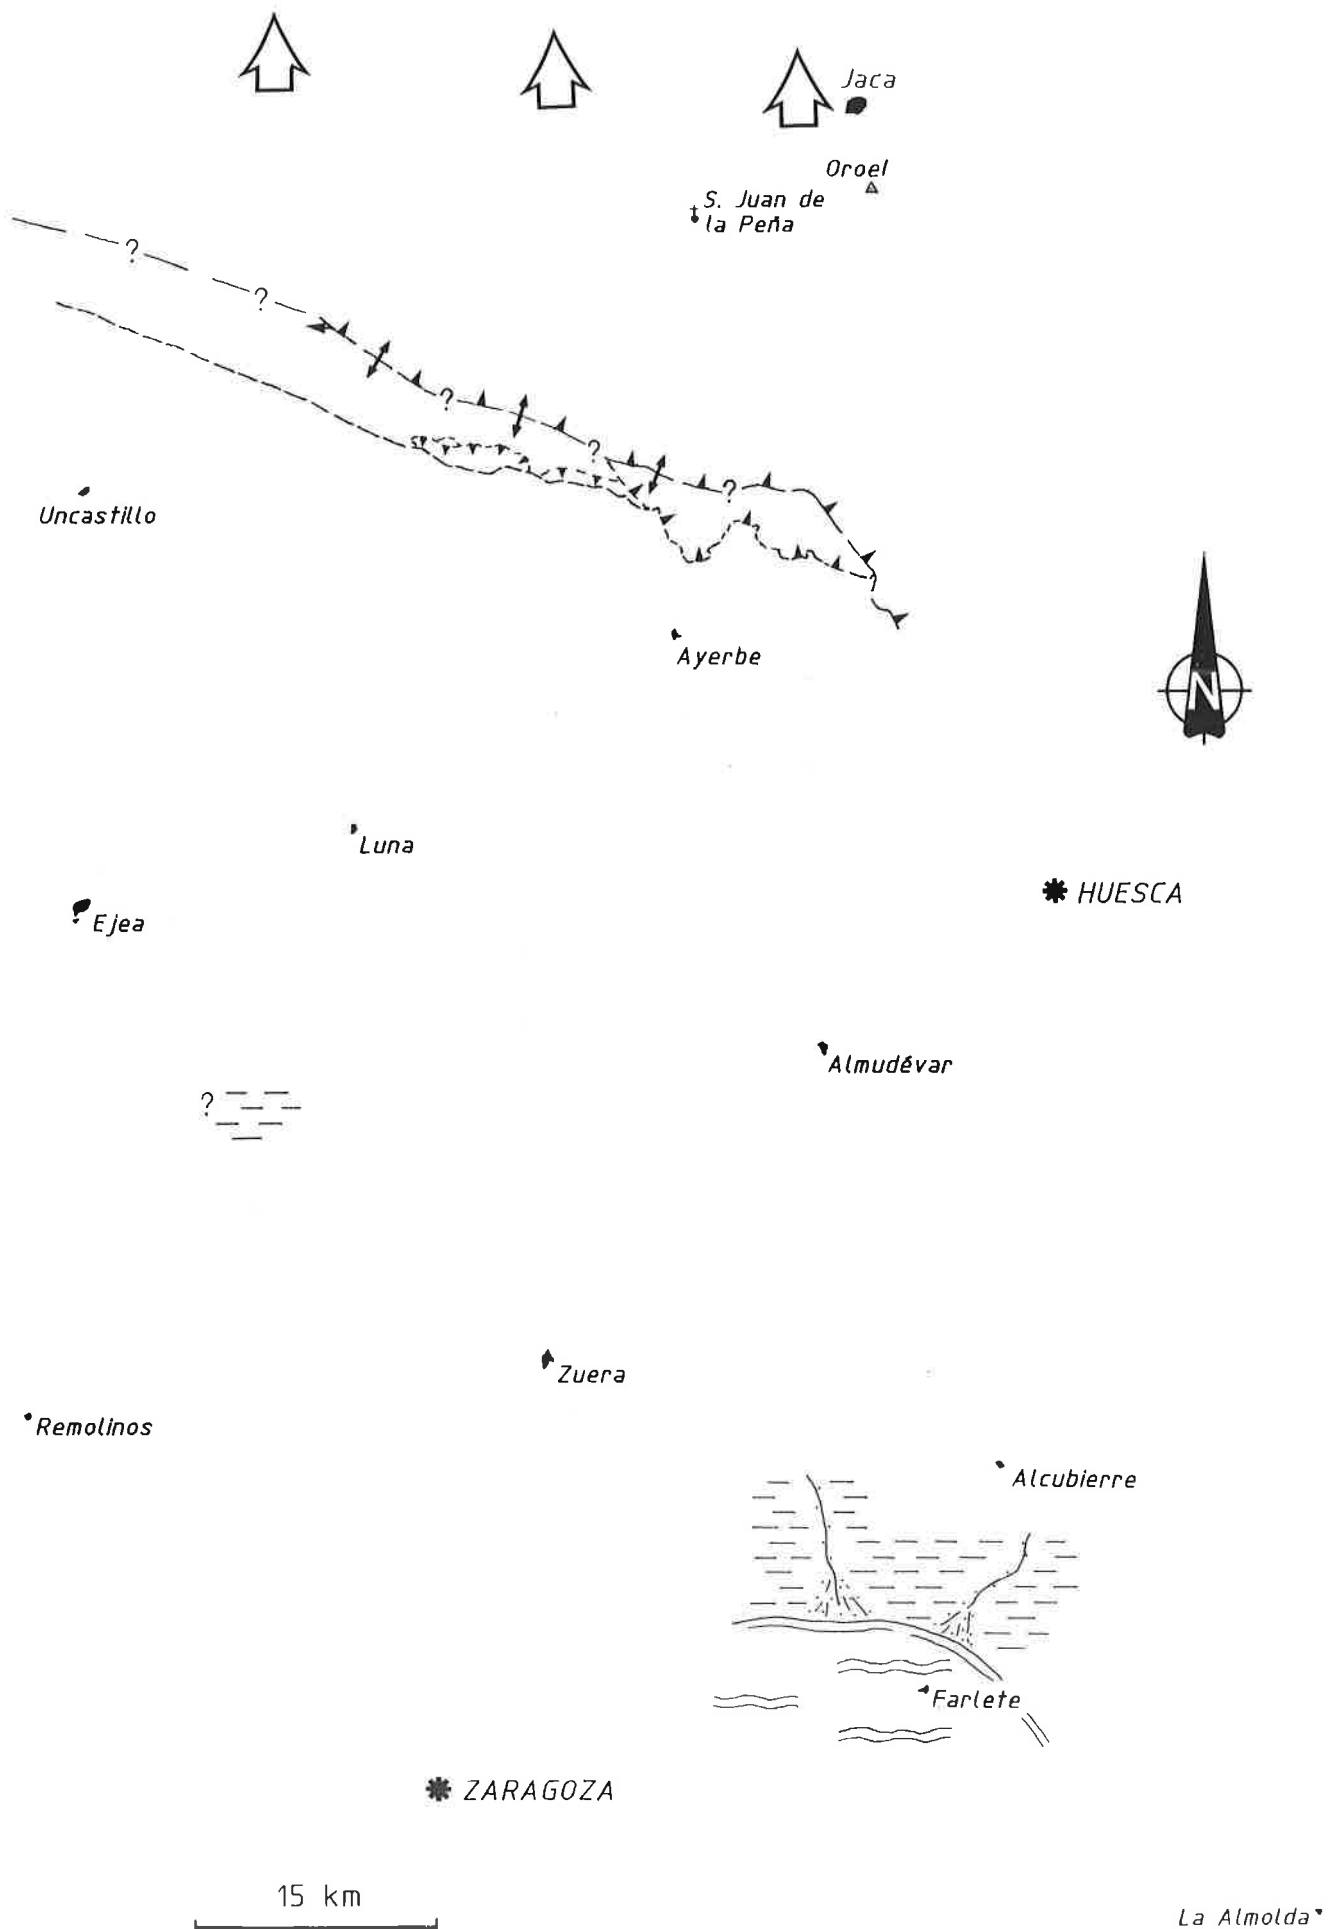 Jaca
Oroel
S. Juan de
la Peña
?
?
?
?
?
Uncastillo
Ayerbe
N
Luna
HUESCA
Ejea
Almudévar
?
Zuera
Remolinos
Alcubierre
Farlete
ZARAGOZA
15 km
La Almolda